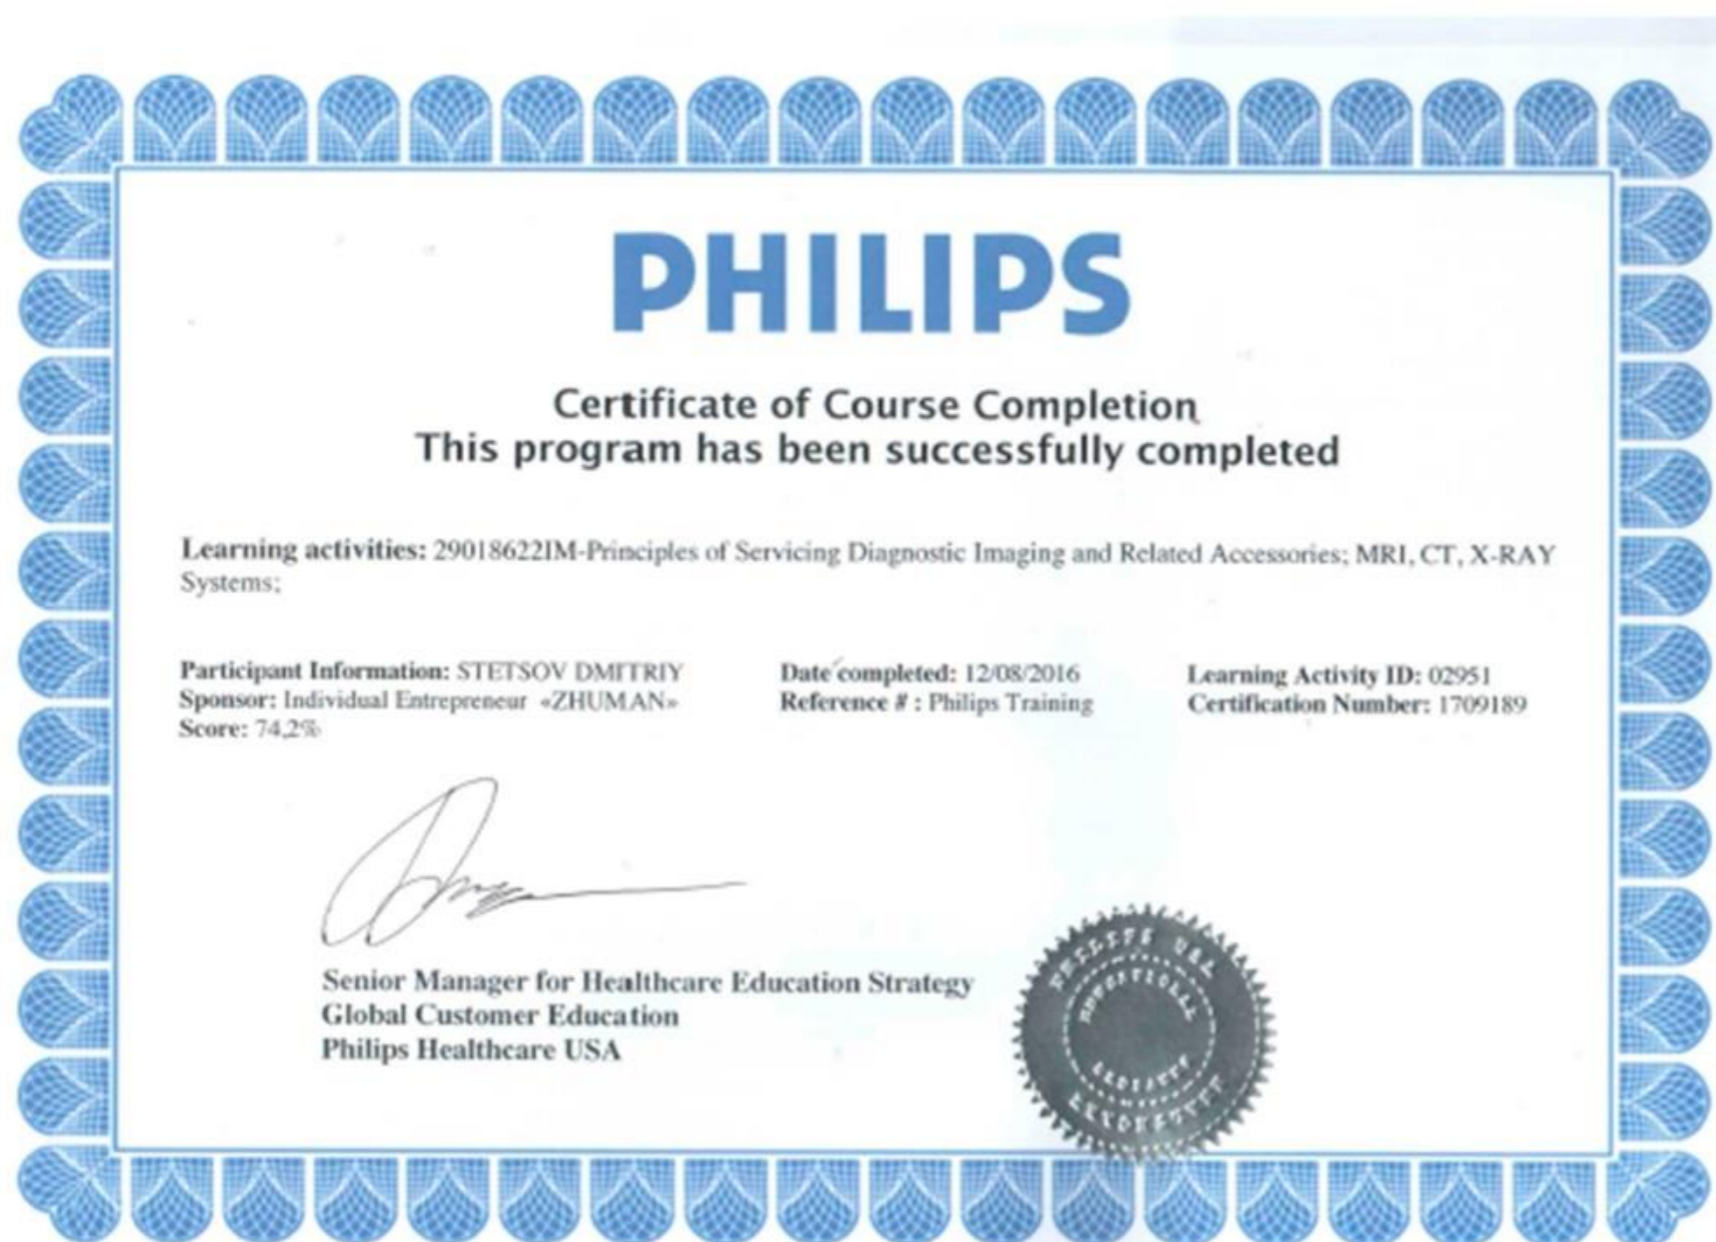 PHILIPS
Certificate of Course Completion
This program has been successfully completed
Learning activities: 29018622IM-Principles of Servicing Diagnostic Imaging and Related Accessories; MRI, CT, X-RAY
Systems;
Participant Information: STETSOV DMITRIY
Sponsor: Individual Entrepreneur «ZHUMAN»
Score: 74,2%
Date completed: 12/08/2016
Reference # : Philips Training
Learning Activity ID: 02951
Certification Number: 1709189
Senior Manager for Healthcare Education Strategy
Global Customer Education
Philips Healthcare USA